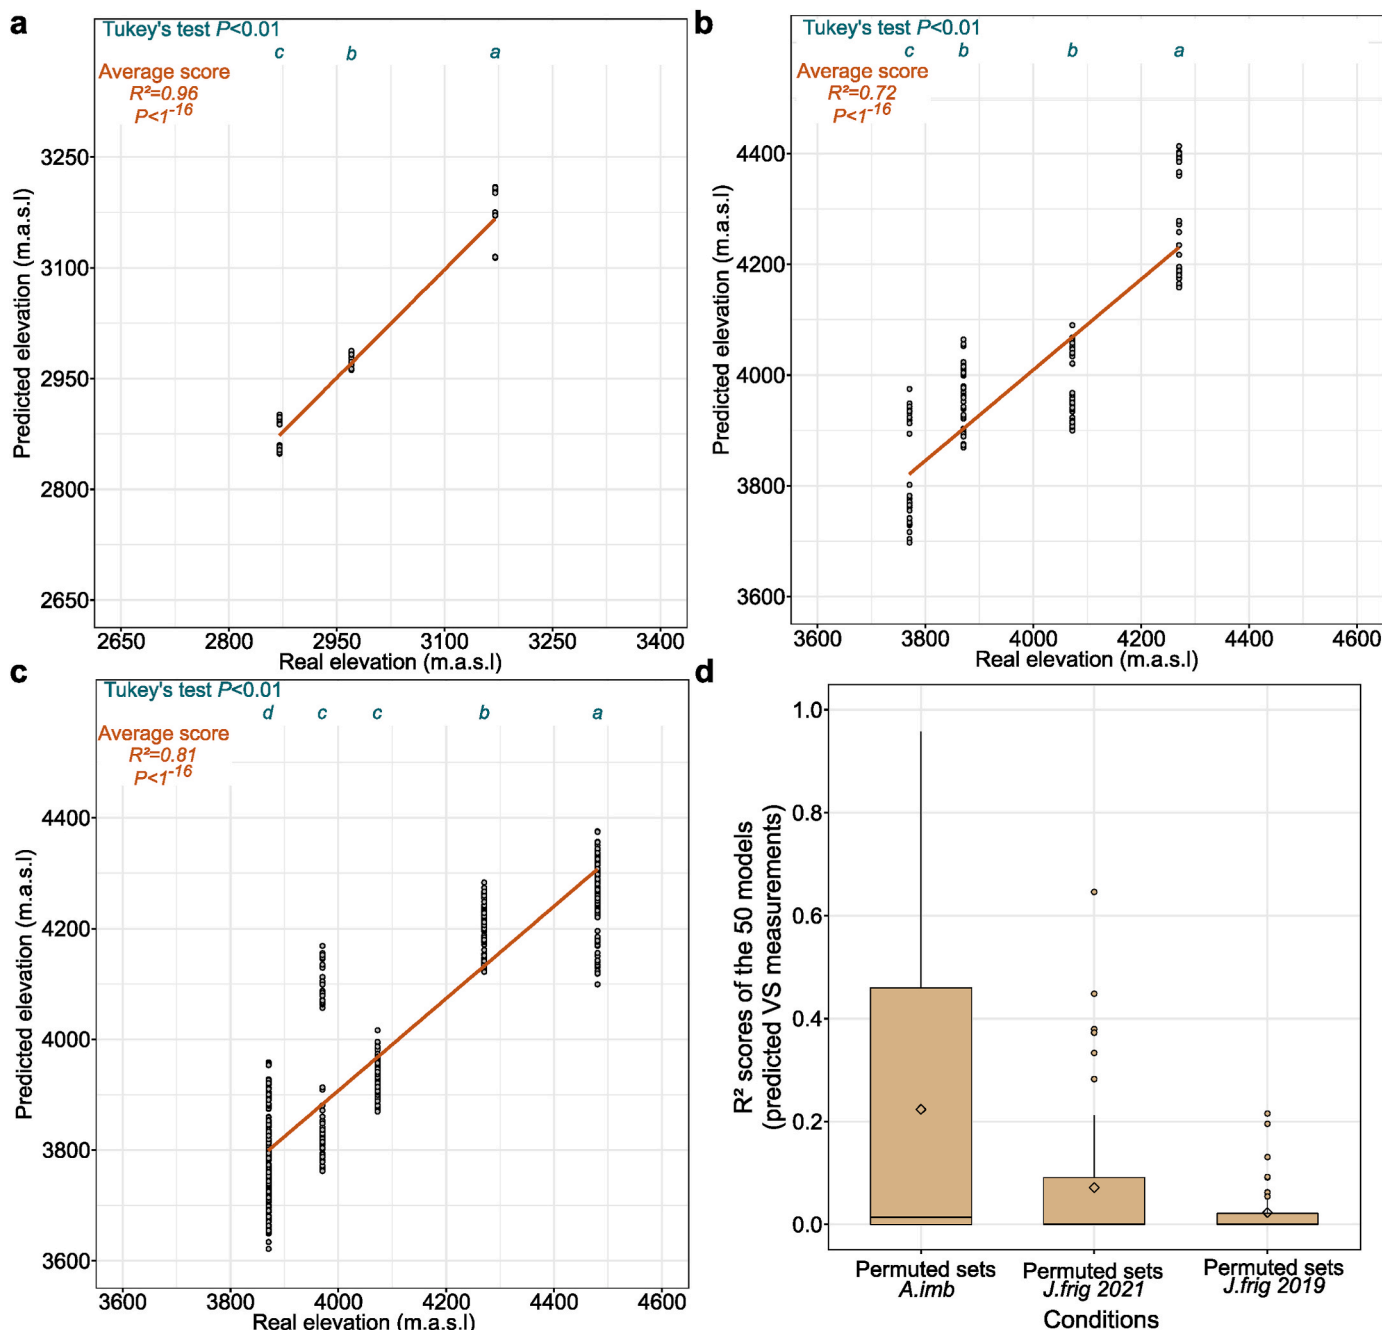 a
Tukey's test P<0.01
c b a
Average score
R²=0.96
P<1⁻¹⁶
3250
3100
2950
2800
2650
Predicted elevation (m.a.s.l)
2650 2800 2950 3100 3250 3400
Real elevation (m.a.s.l)
b
Tukey's test P<0.01
c b b a
Average score
R²=0.72
P<1⁻¹⁶
4400
4200
4000
3800
3600
Predicted elevation (m.a.s.l)
3600 3800 4000 4200 4400 4600
Real elevation (m.a.s.l)
c
Tukey's test P<0.01
d c c b a
Average score
R²=0.81
P<1⁻¹⁶
4400
4200
4000
3800
3600
Predicted elevation (m.a.s.l)
3600 3800 4000 4200 4400 4600
Real elevation (m.a.s.l)
d
1.0
0.8
0.6
0.4
0.2
0.0
R² scores of the 50 models
(predicted VS measurements)
Permuted sets
A.imb
Permuted sets
J.frig 2021
Permuted sets
J.frig 2019
Conditions